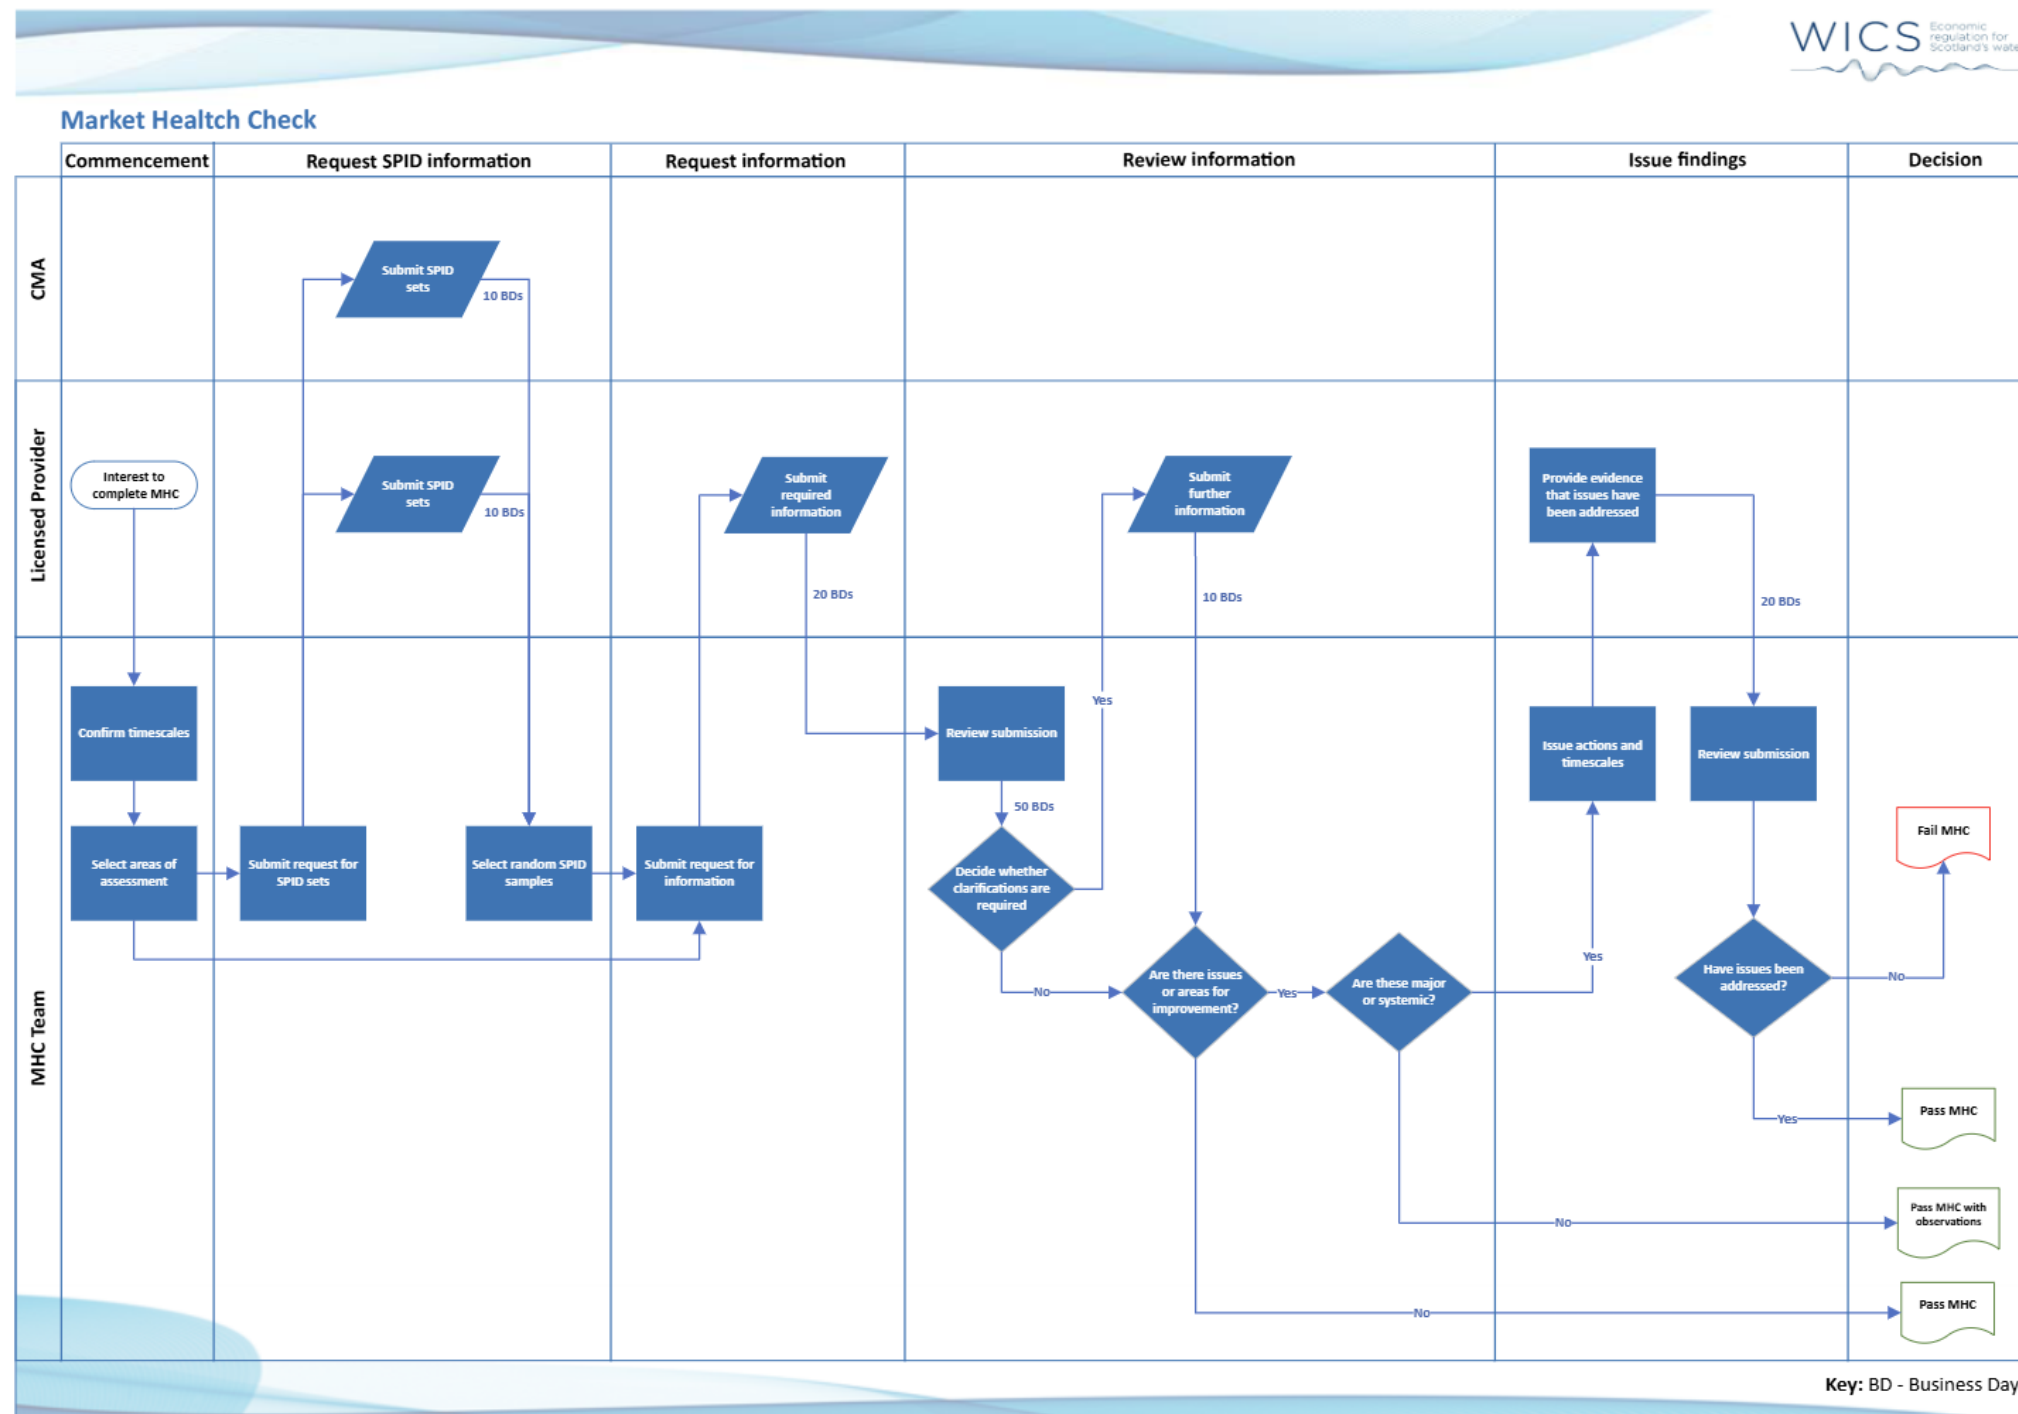 WICS
Economic
regulation for
Scotland's wate
Market Healtch Check
Commencement
Request SPID information
Request information
Review information
Issue findings
Decision
CMA
Submit SPID
sets
10 BDs
Licensed Provider
Interest to
complete MHC
Submit SPID
sets
10 BDs
Submit
required
information
20 BDs
Submit
further
information
10 BDs
Provide evidence
that issues have
been addressed
20 BDs
MHC Team
Confirm timescales
Select areas of
assessment
Submit request for
SPID sets
Select random SPID
samples
Submit request for
information
Review submission
50 BDs
Decide whether
clarifications are
required
Yes
No
Are there issues
or areas for
improvement?
Yes
Are these major
or systemic?
Yes
Issue actions and
timescales
Review submission
Have issues been
addressed?
No
Fail MHC
Yes
Pass MHC
No
Pass MHC with
observations
No
Pass MHC
Key: BD - Business Day